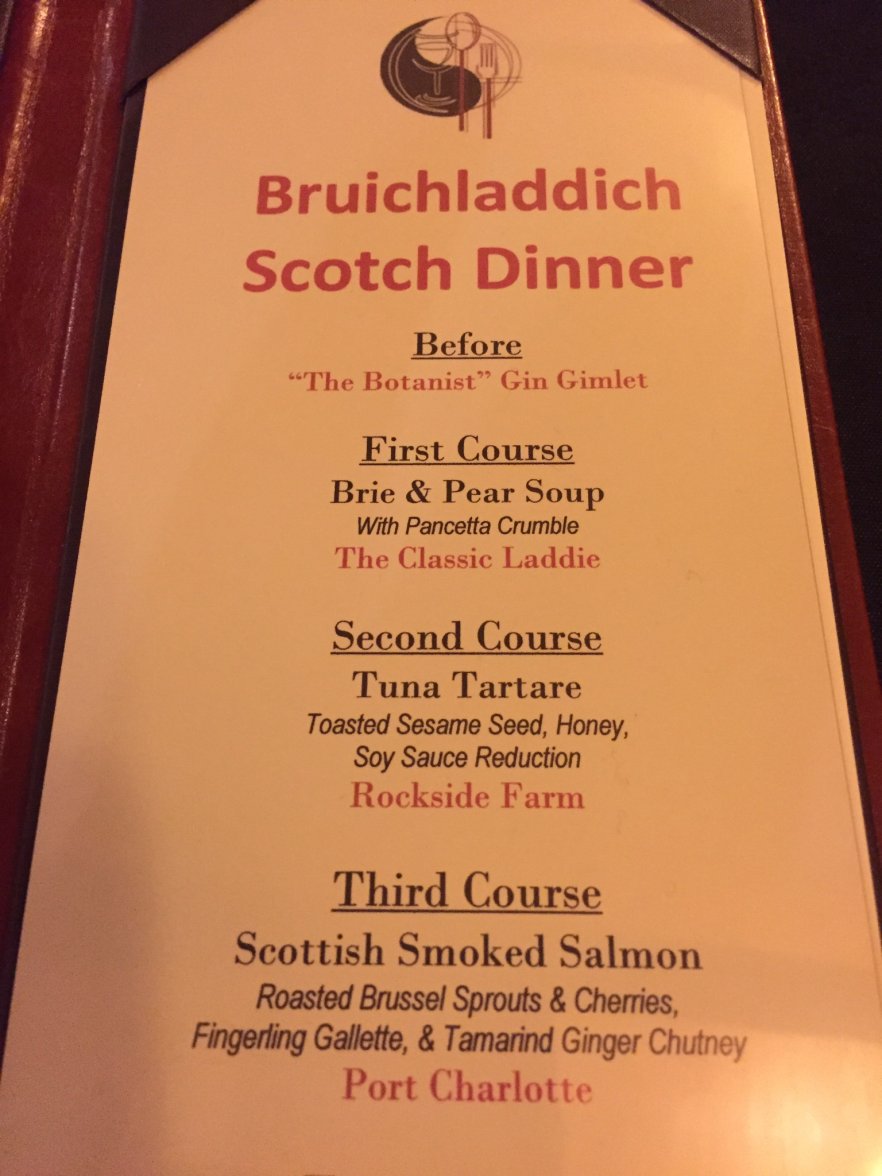 Bruichladdich
Scotch Dinner
Before
“The Botanist” Gin Gimlet
First Course
Brie & Pear Soup
With Pancetta Crumble
The Classic Laddie
Second Course
Tuna Tartare
Toasted Sesame Seed, Honey,
Soy Sauce Reduction
Rockside Farm
Third Course
Scottish Smoked Salmon
Roasted Brussel Sprouts & Cherries,
Fingerling Gallette, & Tamarind Ginger Chutney
Port Charlotte